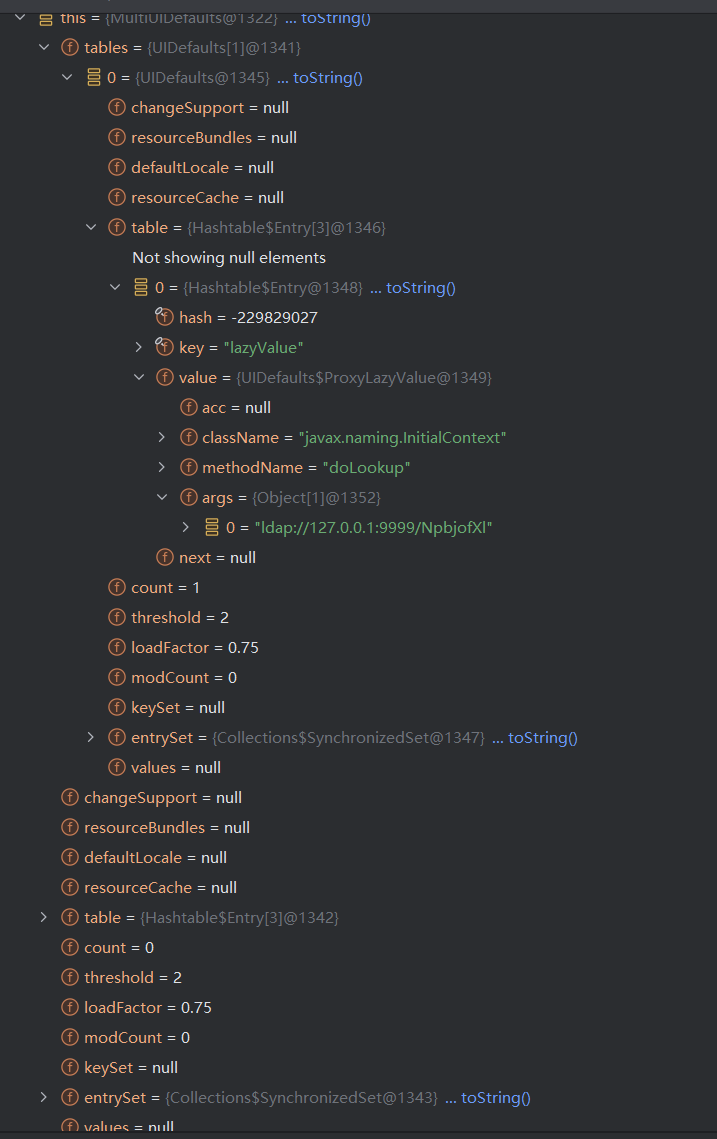 this = {MultiUIDefaults@1322} ... toString()
tables = {UIDefaults[1]@1341}
0 = {UIDefaults@1345} ... toString()
changeSupport = null
resourceBundles = null
defaultLocale = null
resourceCache = null
table = {Hashtable$Entry[3]@1346}
Not showing null elements
0 = {Hashtable$Entry@1348} ... toString()
hash = -229829027
key = "lazyValue"
value = {UIDefaults$ProxyLazyValue@1349}
acc = null
className = "javax.naming.InitialContext"
methodName = "doLookup"
args = {Object[1]@1352}
0 = "ldap://127.0.0.1:9999/NpbjofXl"
next = null
count = 1
threshold = 2
loadFactor = 0.75
modCount = 0
keySet = null
entrySet = {Collections$SynchronizedSet@1347} ... toString()
values = null
changeSupport = null
resourceBundles = null
defaultLocale = null
resourceCache = null
table = {Hashtable$Entry[3]@1342}
count = 0
threshold = 2
loadFactor = 0.75
modCount = 0
keySet = null
entrySet = {Collections$SynchronizedSet@1343} ... toString()
values = null